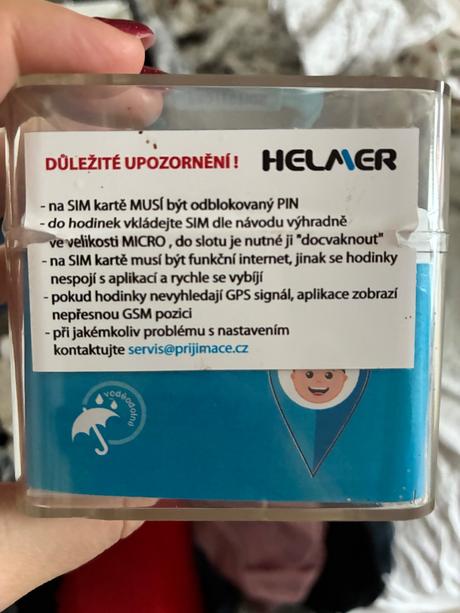 DŮLEŽITÉ UPOZORNĚNÍ ! HELMER
- na SIM kartě MUSÍ být odblokovaný PIN
- do hodinek vkládejte SIM dle návodu výhradně
ve velikosti MICRO , do slotu je nutné ji "docvaknout"
- na SIM kartě musí být funkční internet, jinak se hodinky
nespojí s aplikací a rychle se vybíjí
- pokud hodinky nevyhledají GPS signál, aplikace zobrazí
nepřesnou GSM pozici
- při jakémkoliv problému s nastavením
kontaktujte servis@prijimace.cz
voděodolné